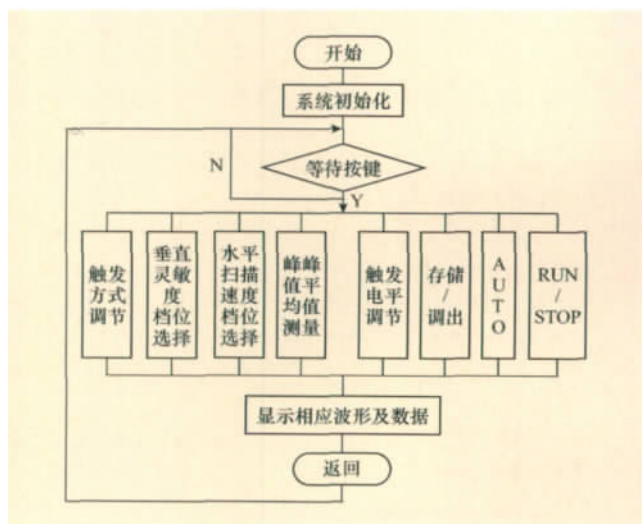 开始
系统初始化
等待按键
N
Y
触发
方式
调节
垂直
灵敏
度
档位
选择
水平
扫描
速度
档位
选择
峰峰
值平
均值
测量
触发
电平
调节
存储
/
调出
A
U
T
O
RUN
/
STOP
显示相应波形及数据
返回